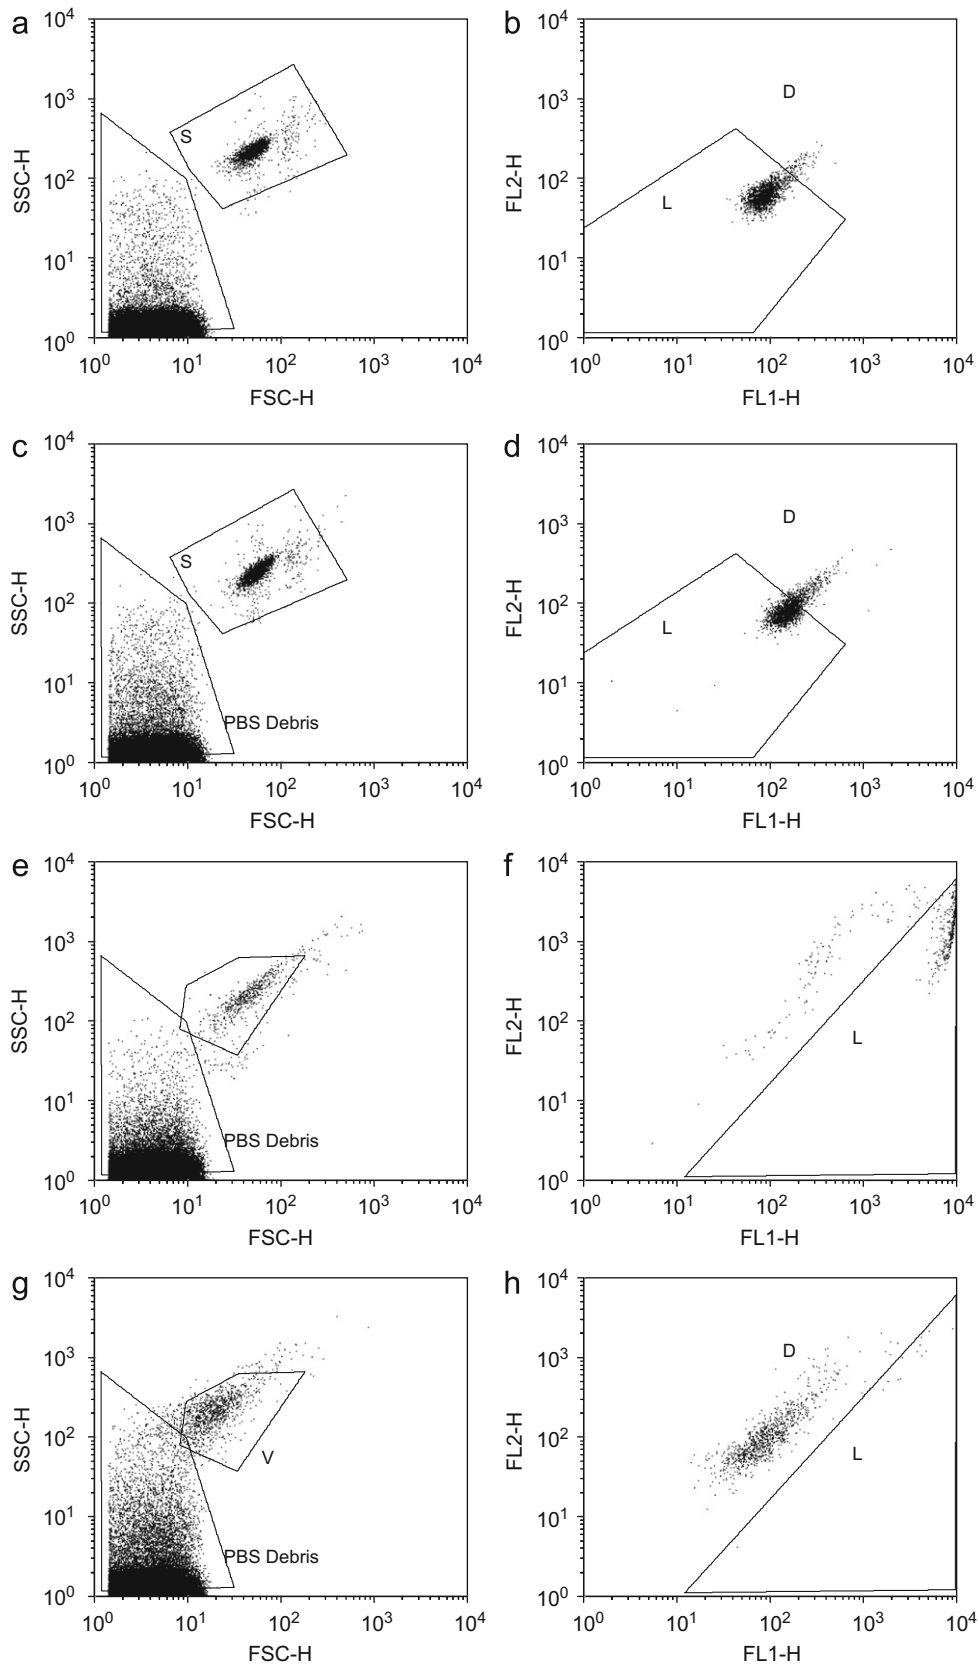 a
10⁴
10³
10²
10¹
10⁰
SSC-H
S
10⁰ 10¹ 10² 10³ 10⁴
FSC-H
b
10⁴
10³
10²
10¹
10⁰
FL2-H
D
L
10⁰ 10¹ 10² 10³ 10⁴
FL1-H
c
10⁴
10³
10²
10¹
10⁰
SSC-H
S
PBS Debris
10⁰ 10¹ 10² 10³ 10⁴
FSC-H
d
10⁴
10³
10²
10¹
10⁰
FL2-H
D
L
10⁰ 10¹ 10² 10³ 10⁴
FL1-H
e
10⁴
10³
10²
10¹
10⁰
SSC-H
PBS Debris
10⁰ 10¹ 10² 10³ 10⁴
FSC-H
f
10⁴
10³
10²
10¹
10⁰
FL2-H
L
10⁰ 10¹ 10² 10³ 10⁴
FL1-H
g
10⁴
10³
10²
10¹
10⁰
SSC-H
V
PBS Debris
10⁰ 10¹ 10² 10³ 10⁴
FSC-H
h
10⁴
10³
10²
10¹
10⁰
FL2-H
D
L
10⁰ 10¹ 10² 10³ 10⁴
FL1-H